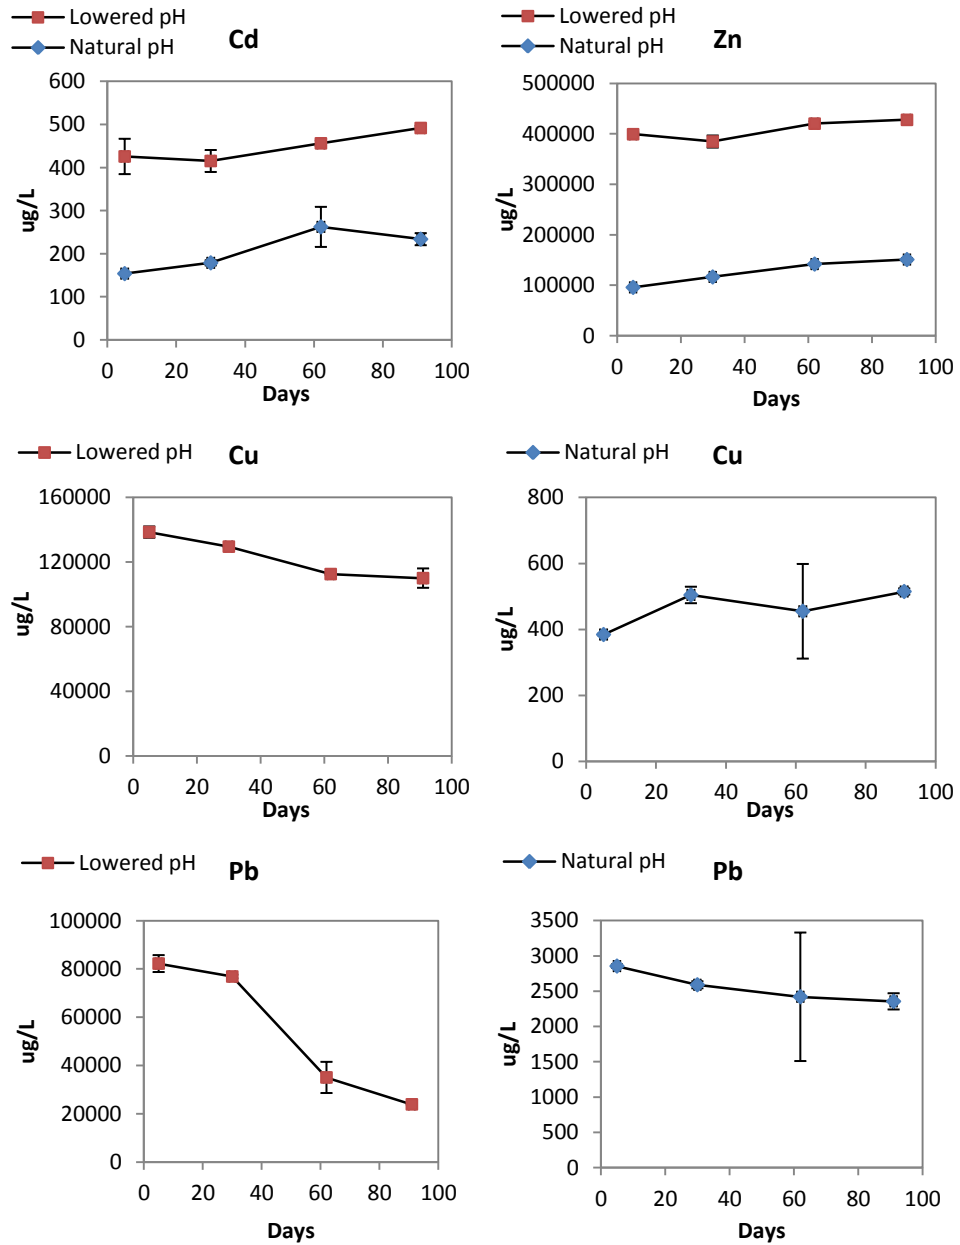 Lowered pH
Natural pH
Cd
600
500
400
300
200
100
0
ug/L
0 20 40 60 80 100
Days
Lowered pH
Natural pH
Zn
500000
400000
300000
200000
100000
0
ug/L
0 20 40 60 80 100
Days
Lowered pH
Cu
160000
120000
80000
40000
0
ug/L
0 20 40 60 80 100
Days
Natural pH
Cu
800
600
400
200
0
ug/L
0 20 40 60 80 100
Days
Lowered pH
Pb
100000
80000
60000
40000
20000
0
ug/L
0 20 40 60 80 100
Days
Natural pH
Pb
3500
3000
2500
2000
1500
1000
500
0
ug/L
0 20 40 60 80 100
Days